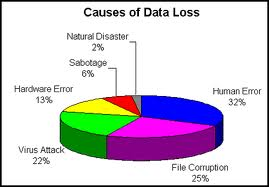 Causes of Data Loss
Natural Disaster
2%
Sabotage
6%
Hardware Error
13%
Human Error
32%
Virus Attack
22%
File Corruption
25%